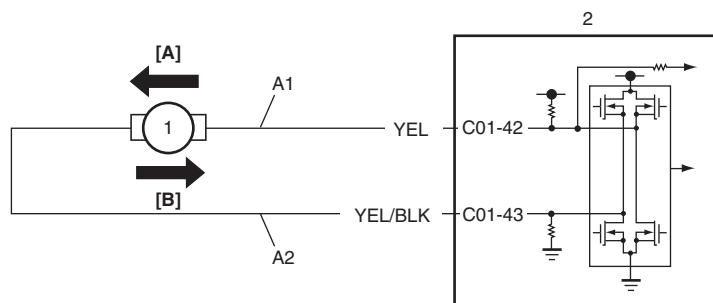 2
[A]
A1
1
YEL
C01-42
[B]
YEL/BLK
C01-43
A2